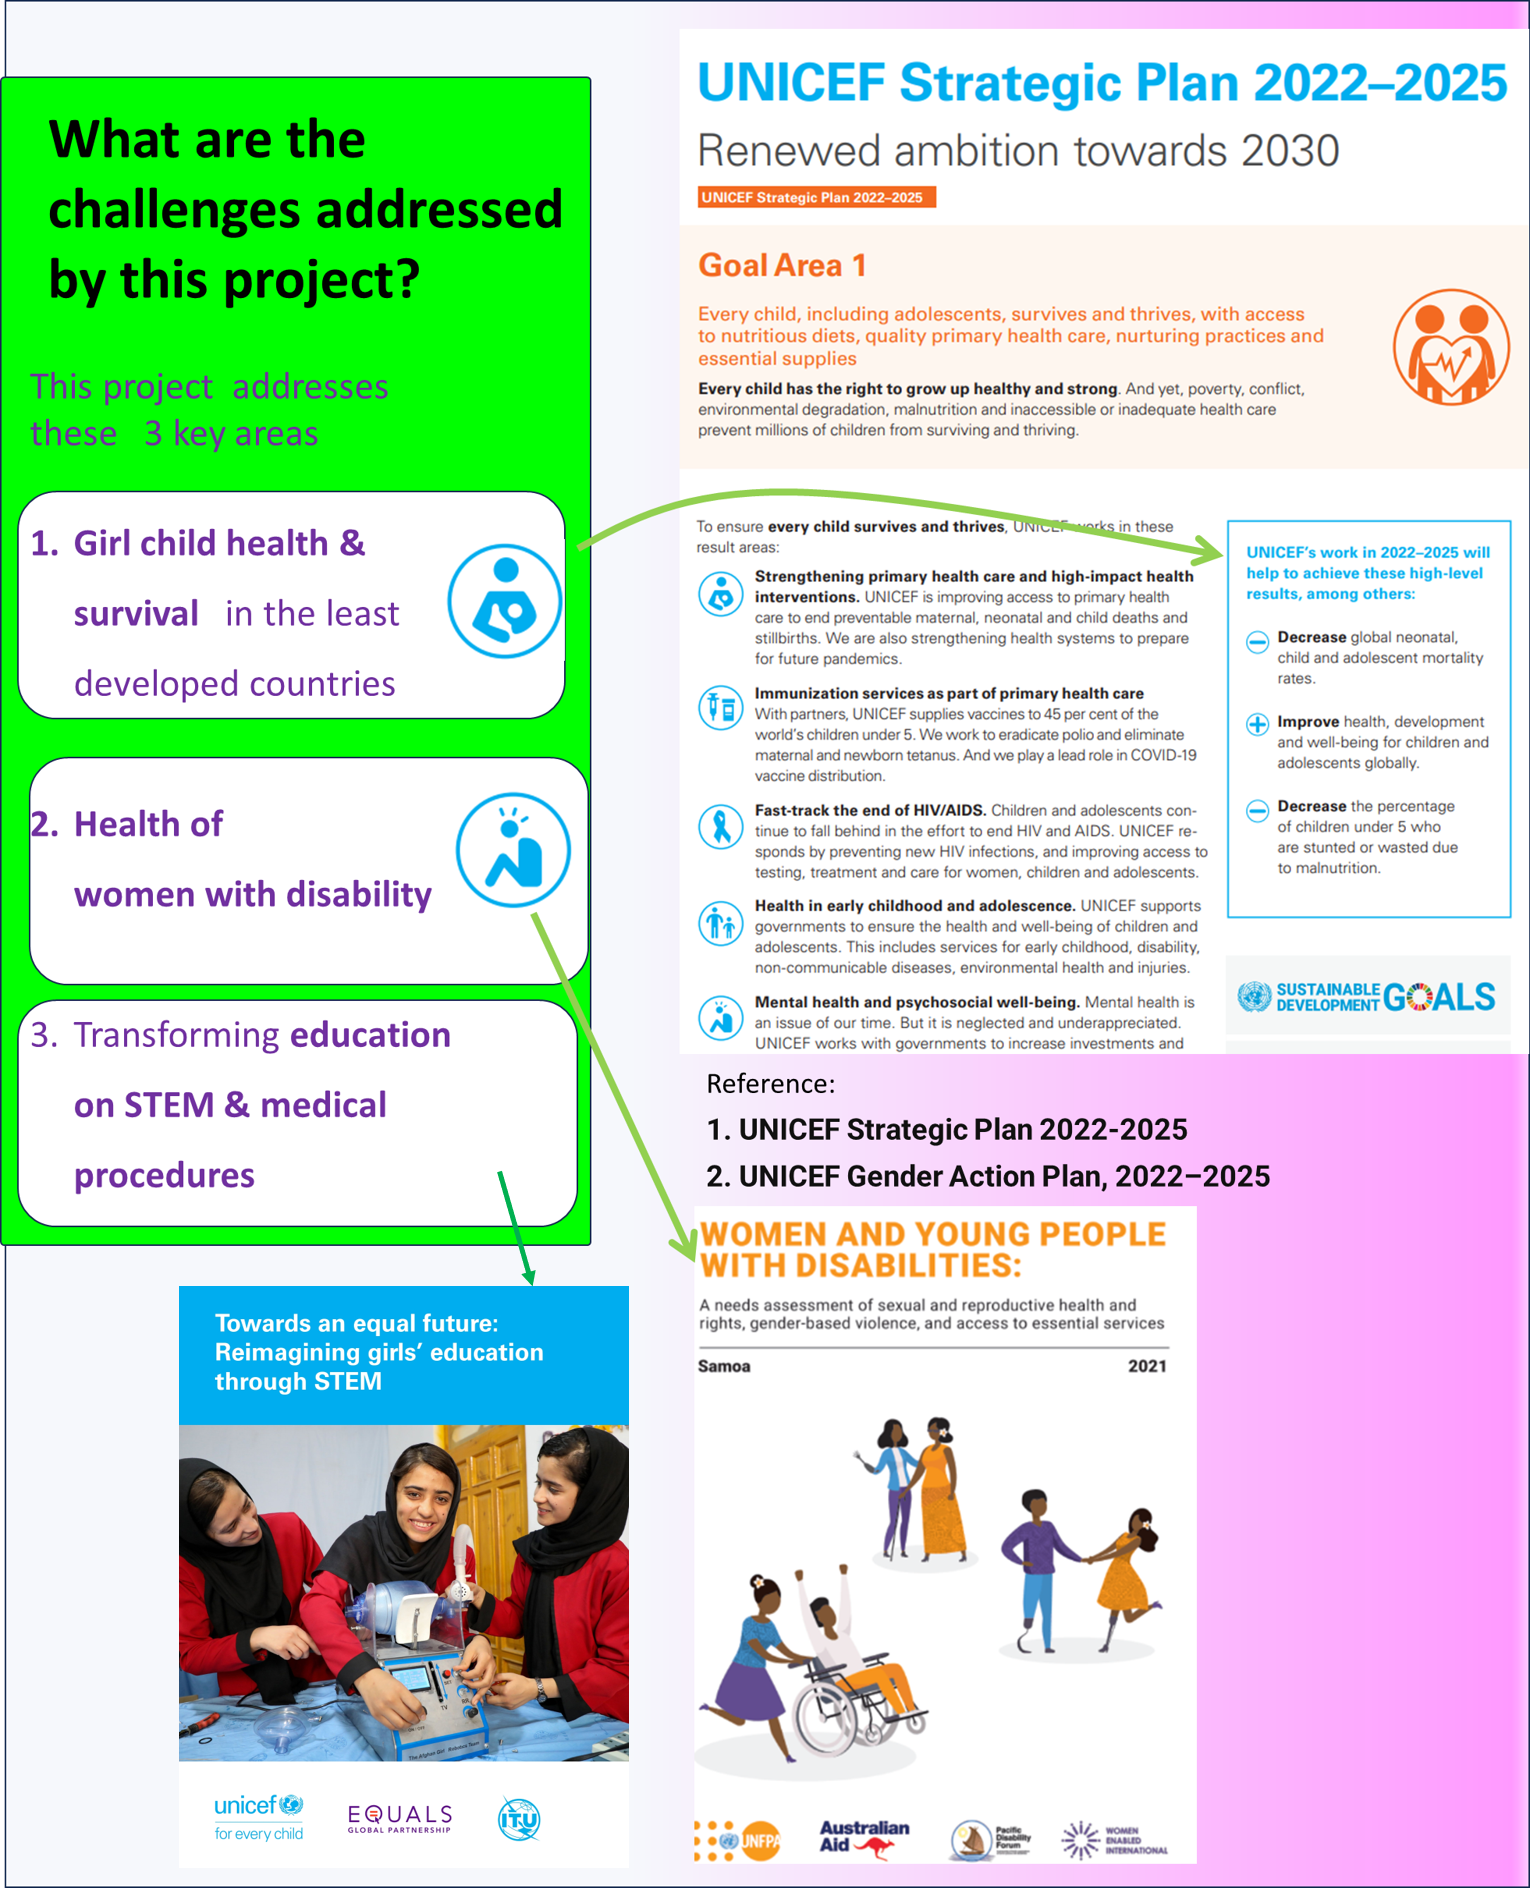 What are the
challenges addressed
by this project?
This project addresses
these 3 key areas
1. Girl child health &
survival in the least
developed countries
2. Health of
women with disability
3. Transforming education
on STEM & medical
procedures
UNICEF Strategic Plan 2022–2025
Renewed ambition towards 2030
UNICEF Strategic Plan 2022–2025
Goal Area 1
Every child, including adolescents, survives and thrives, with access
to nutritious diets, quality primary health care, nurturing practices and
essential supplies
Every child has the right to grow up healthy and strong. And yet, poverty, conflict,
environmental degradation, malnutrition and inaccessible or inadequate health care
prevent millions of children from surviving and thriving.
To ensure every child survives and thrives, UNICEF works in these
result areas:
Strengthening primary health care and high-impact health
interventions. UNICEF is improving access to primary health
care to end preventable maternal, neonatal and child deaths and
stillbirths. We are also strengthening health systems to prepare
for future pandemics.
Immunization services as part of primary health care
With partners, UNICEF supplies vaccines to 45 per cent of the
world's children under 5. We work to eradicate polio and eliminate
maternal and newborn tetanus. And we play a lead role in COVID-19
vaccine distribution.
Fast-track the end of HIV/AIDS. Children and adolescents con-
tinue to fall behind in the effort to end HIV and AIDS. UNICEF re-
sponds by preventing new HIV infections, and improving access to
testing, treatment and care for women, children and adolescents.
Health in early childhood and adolescence. UNICEF supports
governments to ensure the health and well-being of children and
adolescents. This includes services for early childhood, disability,
non-communicable diseases, environmental health and injuries.
Mental health and psychosocial well-being. Mental health is
an issue of our time. But it is neglected and underappreciated.
UNICEF works with governments to increase investments and
UNICEF's work in 2022–2025 will
help to achieve these high-level
results, among others:
Decrease global neonatal,
child and adolescent mortality
rates.
Improve health, development
and well-being for children and
adolescents globally.
Decrease the percentage
of children under 5 who
are stunted or wasted due
to malnutrition.
SUSTAINABLE
DEVELOPMENT GOALS
Reference:
1. UNICEF Strategic Plan 2022-2025
2. UNICEF Gender Action Plan, 2022–2025
WOMEN AND YOUNG PEOPLE
WITH DISABILITIES:
A needs assessment of sexual and reproductive health and
rights, gender-based violence, and access to essential services
Samoa 2021
UNFPA
Australian
Aid
Pacific
Disability
Forum
WOMEN
ENABLED
INTERNATIONAL
Towards an equal future:
Reimagining girls' education
through STEM
TV
RR
ON / OFF
The Afghan Girl Robotics Team
unicef
for every child
EQUALS
GLOBAL PARTNERSHIP
ITU